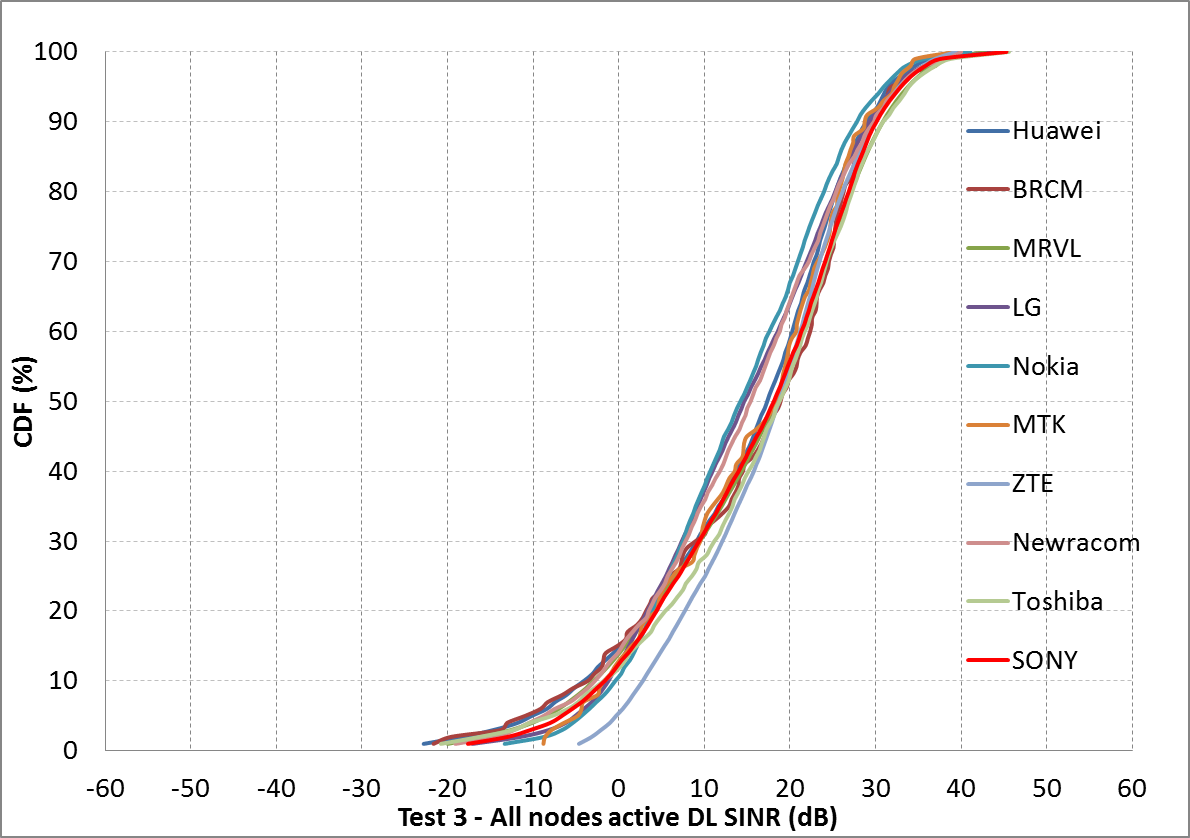 100
90
80
70
60
50
40
30
20
10
0
CDF (%)
-60 -50 -40 -30 -20 -10 0 10 20 30 40 50 60
Test 3 - All nodes active DL SINR (dB)
Huawei
BRCM
MRVL
LG
Nokia
MTK
ZTE
Newracom
Toshiba
SONY